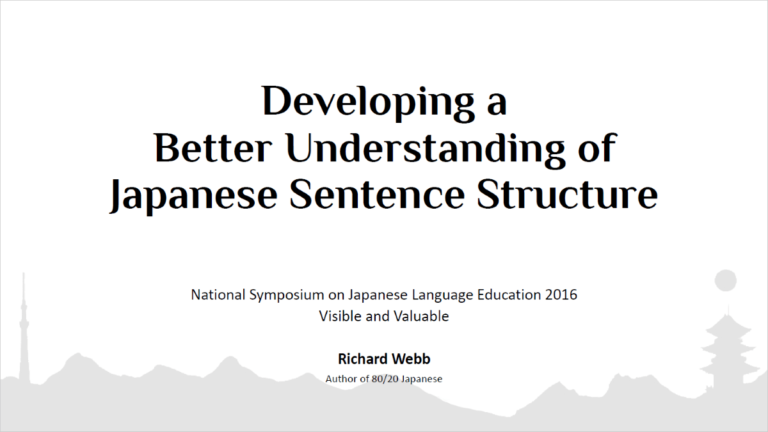 Developing a
Better Understanding of
Japanese Sentence Structure
National Symposium on Japanese Language Education 2016
Visible and Valuable
Richard Webb
Author of 80/20 Japanese